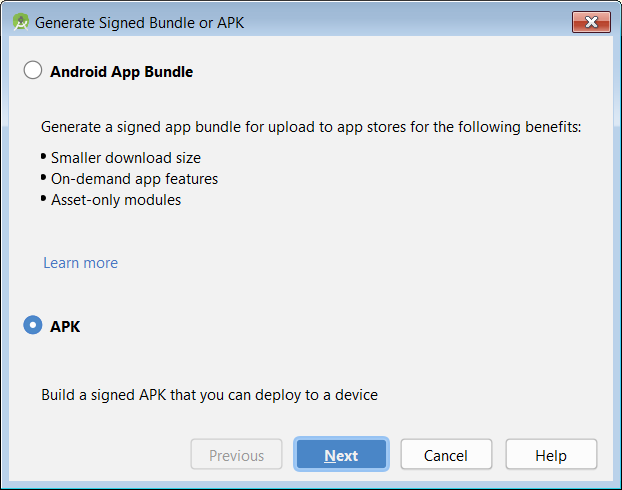 Generate Signed Bundle or APK
Android App Bundle
Generate a signed app bundle for upload to app stores for the following benefits:
• Smaller download size
• On-demand app features
• Asset-only modules
Learn more
APK
Build a signed APK that you can deploy to a device
Previous Next Cancel Help